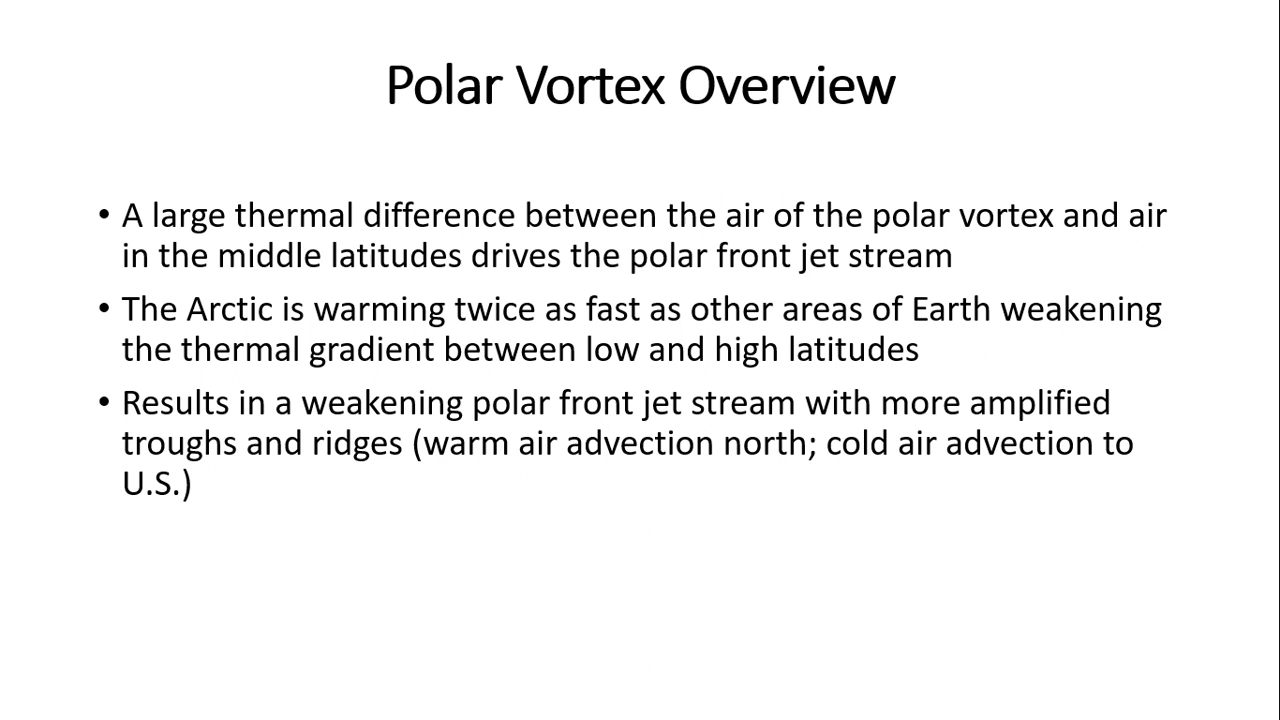 Polar Vortex Overview
• A large thermal difference between the air of the polar vortex and air
in the middle latitudes drives the polar front jet stream
• The Arctic is warming twice as fast as other areas of Earth weakening
the thermal gradient between low and high latitudes
• Results in a weakening polar front jet stream with more amplified
troughs and ridges (warm air advection north; cold air advection to
U.S.)